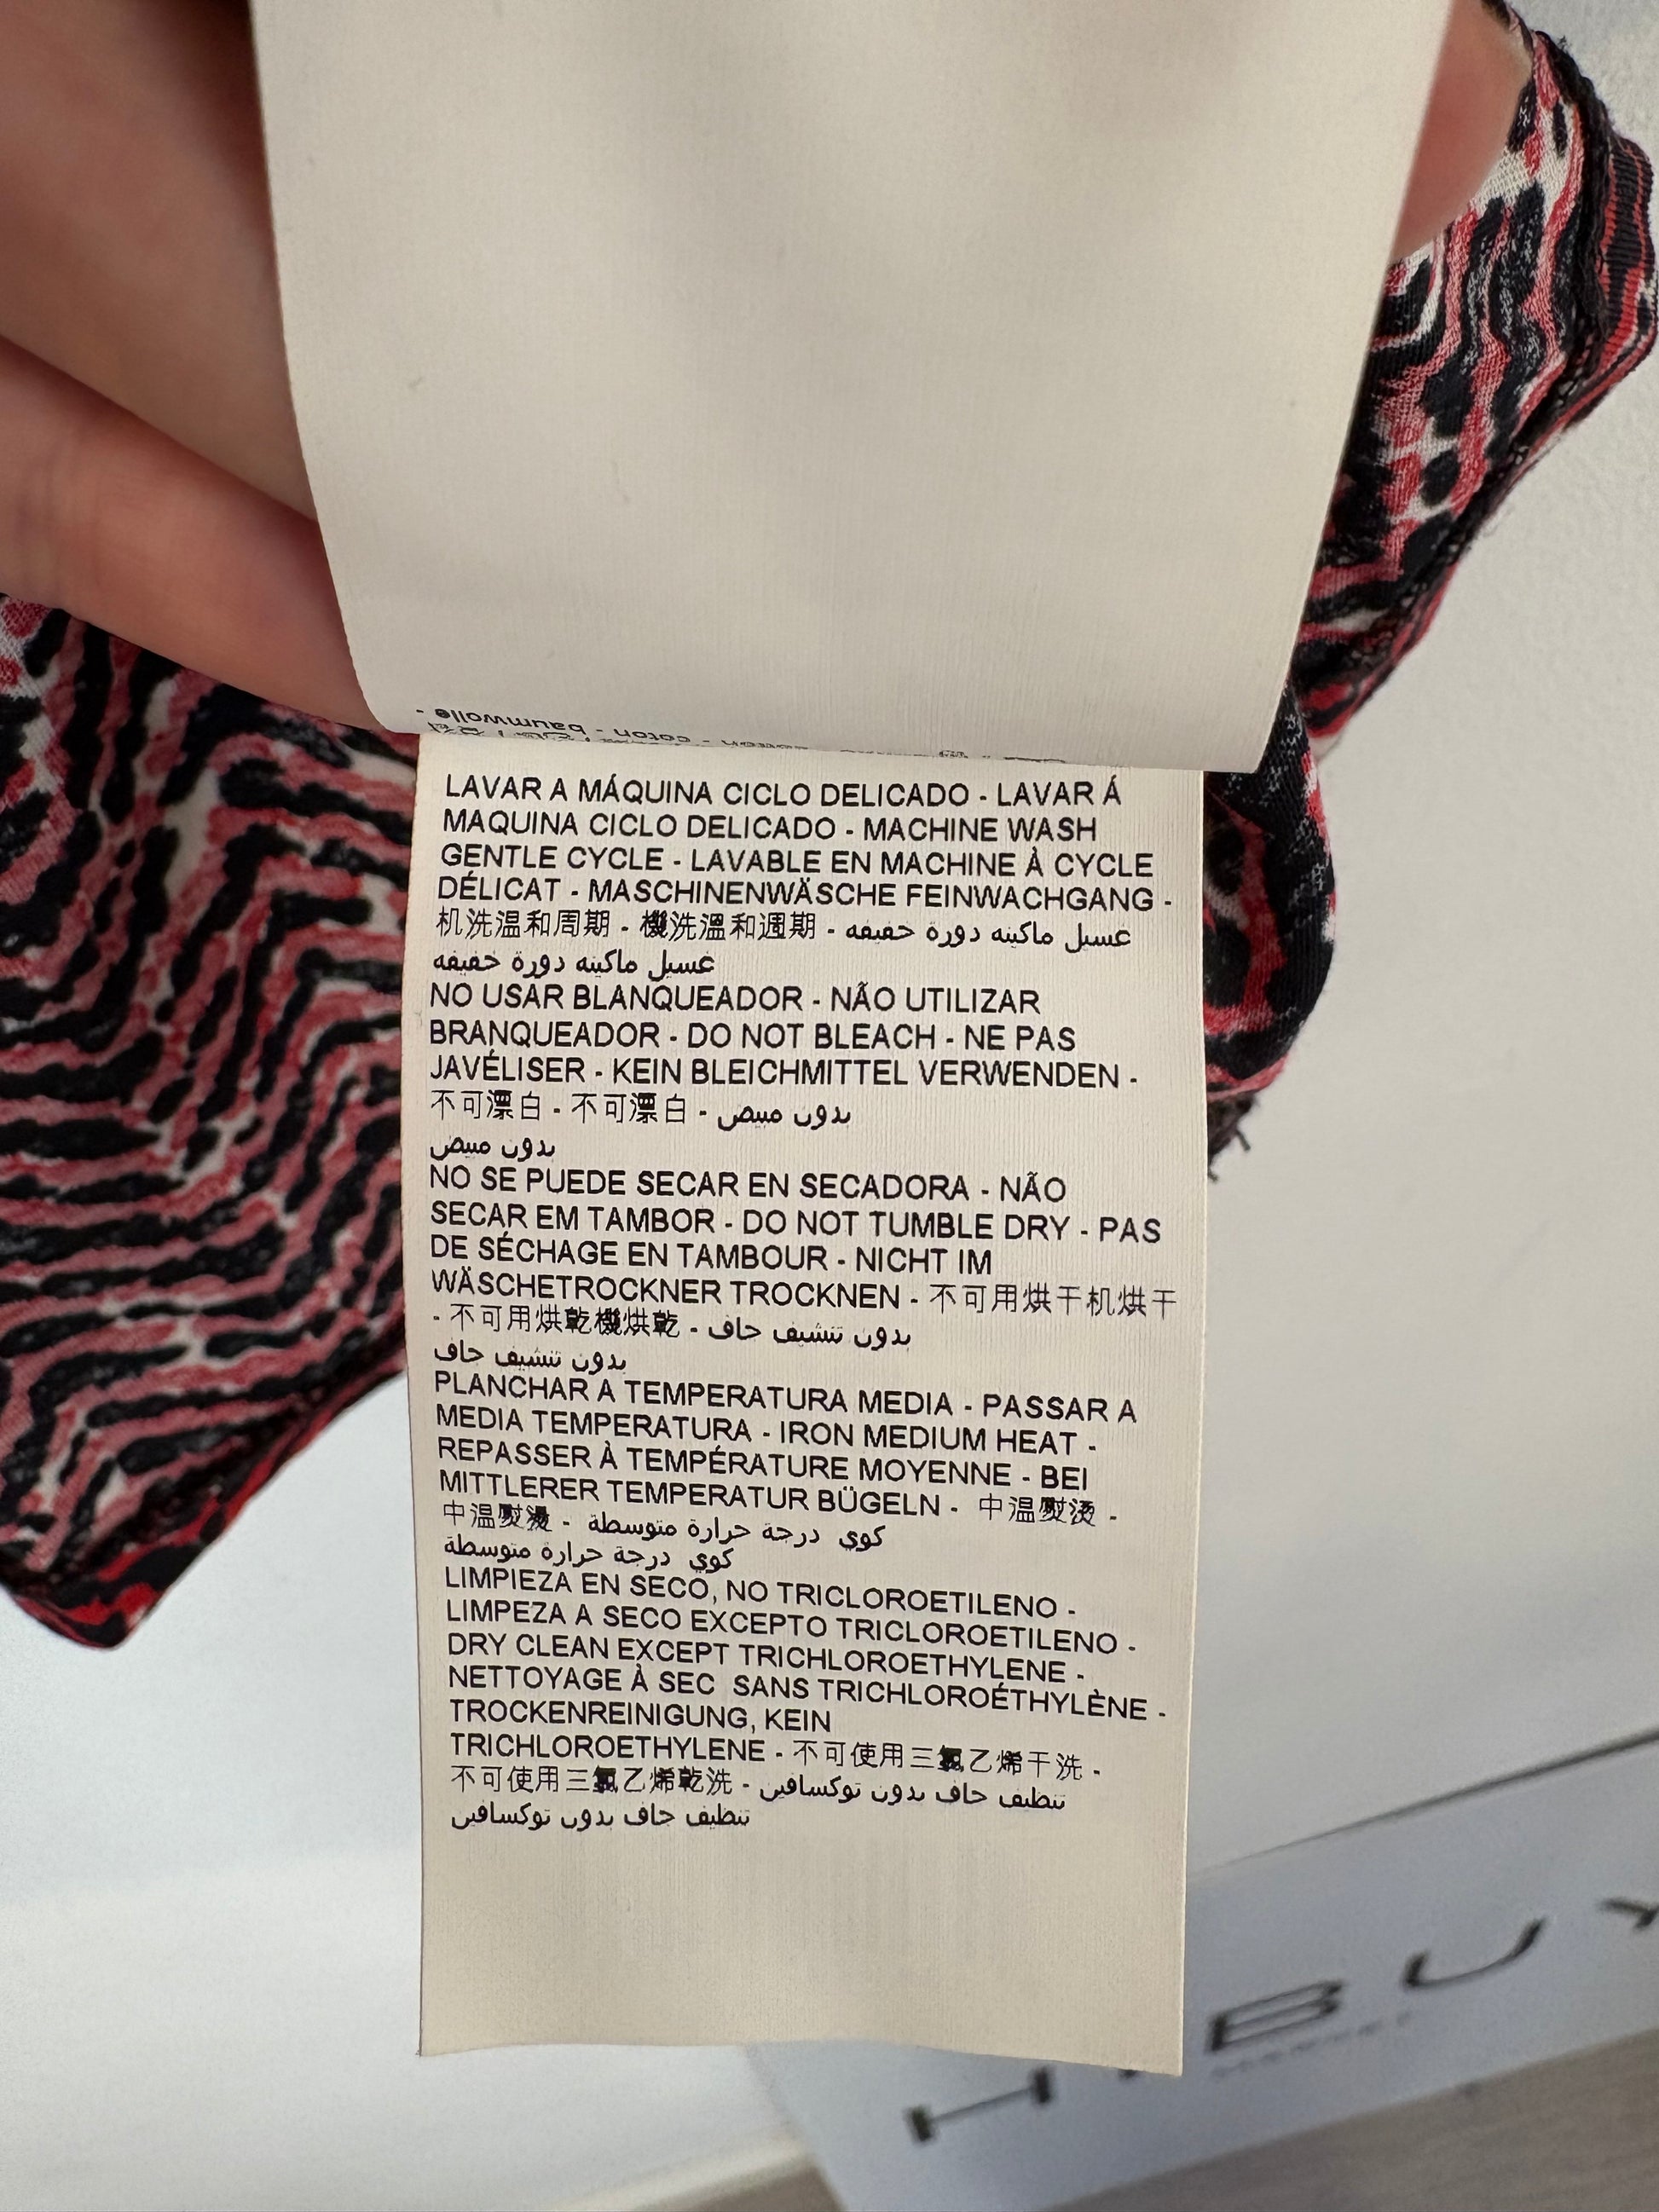 coton - baumwolle -
LAVAR A MÁQUINA CICLO DELICADO - LAVAR Á
MAQUINA CICLO DELICADO - MACHINE WASH
GENTLE CYCLE - LAVABLE EN MACHINE À CYCLE
DÉLICAT - MASCHINENWÄSCHE FEINWACHGANG -
机洗温和周期 - 機洗溫和週期 - غسيل ماكينه دورة خفيفه
غسيل ماكينه دورة خفيفه
NO USAR BLANQUEADOR - NÃO UTILIZAR
BRANQUEADOR - DO NOT BLEACH - NE PAS
JAVÉLISER - KEIN BLEICHMITTEL VERWENDEN -
不可漂白 - 不可漂白 - بدون مبيض
بدون مبيض
NO SE PUEDE SECAR EN SECADORA - NÃO
SECAR EM TAMBOR - DO NOT TUMBLE DRY - PAS
DE SÉCHAGE EN TAMBOUR - NICHT IM
WÄSCHETROCKNER TROCKNEN - 不可用烘干机烘干
- 不可用烘乾機烘乾 - بدون تنشيف جاف
بدون تنشيف جاف
PLANCHAR A TEMPERATURA MEDIA - PASSAR A
MEDIA TEMPERATURA - IRON MEDIUM HEAT -
REPASSER À TEMPÉRATURE MOYENNE - BEI
MITTLERER TEMPERATUR BÜGELN - 中温熨烫 -
中温熨燙 - كوي درجة حرارة متوسطة
كوي درجة حرارة متوسطة
LIMPIEZA EN SECO, NO TRICLOROETILENO -
LIMPEZA A SECO EXCEPTO TRICLOROETILENO -
DRY CLEAN EXCEPT TRICHLOROETHYLENE -
NETTOYAGE À SEC SANS TRICHLOROÉTHYLÈNE -
TROCKENREINIGUNG, KEIN
TRICHLOROETHYLENE - 不可使用三氯乙烯干洗 -
不可使用三氯乙烯乾洗 - تنظيف جاف بدون توكسافين
تنظيف جاف بدون توكسافين